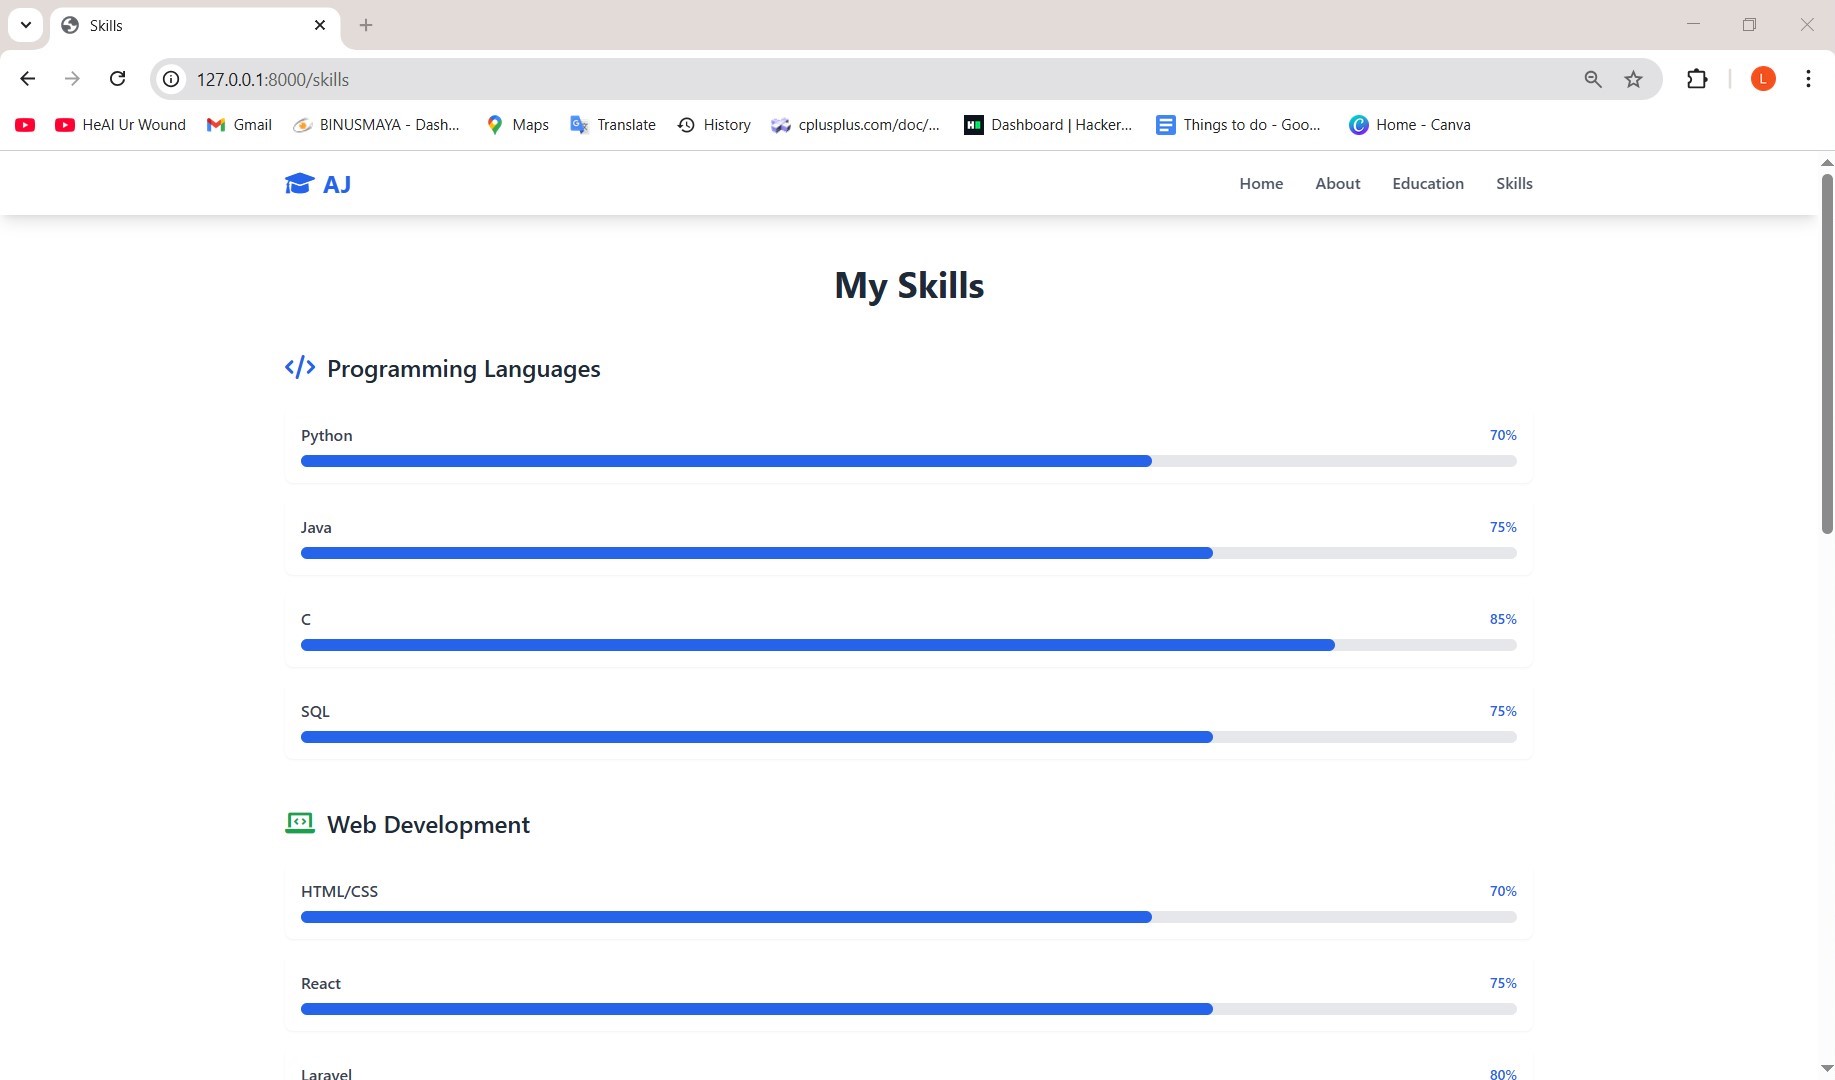 Skills
127.0.0.1:8000/skills
L
HeAl Ur Wound
Gmail
BINUSMAYA - Dash...
Maps
Translate
History
cplusplus.com/doc/...
Dashboard | Hacker...
Things to do - Goo...
Home - Canva
AJ
Home
About
Education
Skills
My Skills
Programming Languages
Python 70%
Java 75%
C 85%
SQL 75%
Web Development
HTML/CSS 70%
React 75%
Laravel 80%